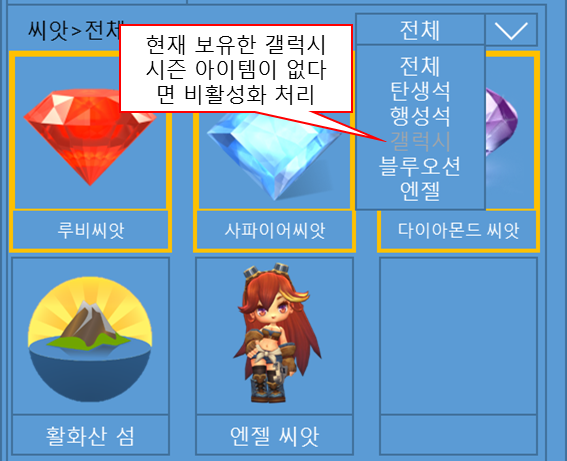 씨앗>전체
전체
현재 보유한 갤럭시
시즌 아이템이 없다
면 비활성화 처리
전체
탄생석
행성석
갤럭시
블루오션
엔젤
루비씨앗
사파이어씨앗
다이아몬드 씨앗
활화산 섬
엔젤 씨앗